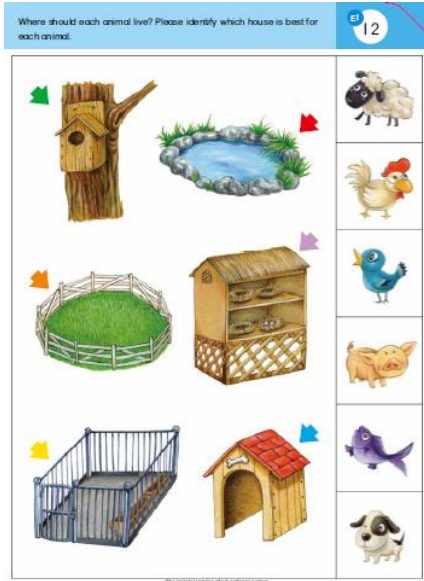 Where should each animal live? Please identify which house is best for
each animal.
E1
12